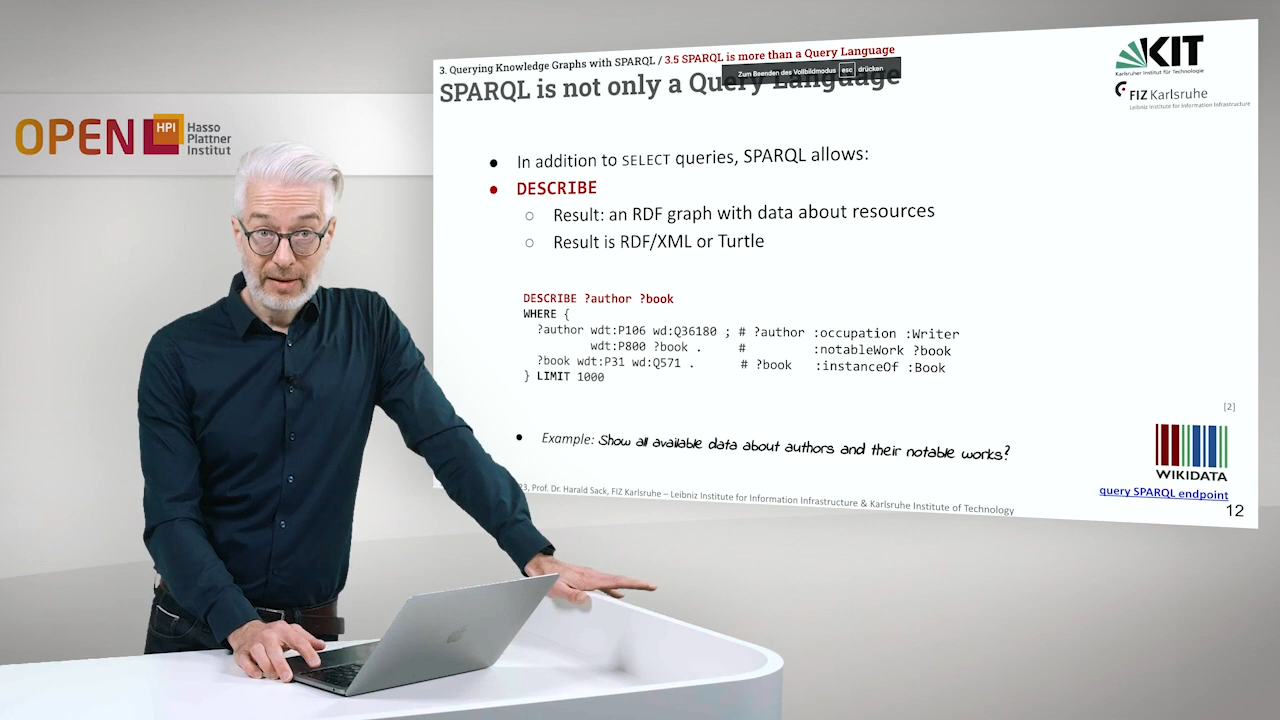 OPEN HPI Hasso
Plattner
Institut
3. Querying Knowledge Graphs with SPARQL / 3.5 SPARQL is more than a Query Language
Zum Beenden des Vollbildmodus esc drücken
SPARQL is not only a Query Language
KIT
Karlsruher Institut für Technologie
FIZ Karlsruhe
Leibniz Institute for Information Infrastructure
● In addition to SELECT queries, SPARQL allows:
● DESCRIBE
○ Result: an RDF graph with data about resources
○ Result is RDF/XML or Turtle
DESCRIBE ?author ?book
WHERE {
?author wdt:P106 wd:Q36180 ; # ?author :occupation :Writer
wdt:P800 ?book . # :notableWork ?book
?book wdt:P31 wd:Q571 . # ?book :instanceOf :Book
} LIMIT 1000
[2]
● Example: Show all available data about authors and their notable works?
WIKIDATA
query SPARQL endpoint
23, Prof. Dr. Harald Sack, FIZ Karlsruhe – Leibniz Institute for Information Infrastructure & Karlsruhe Institute of Technology
12